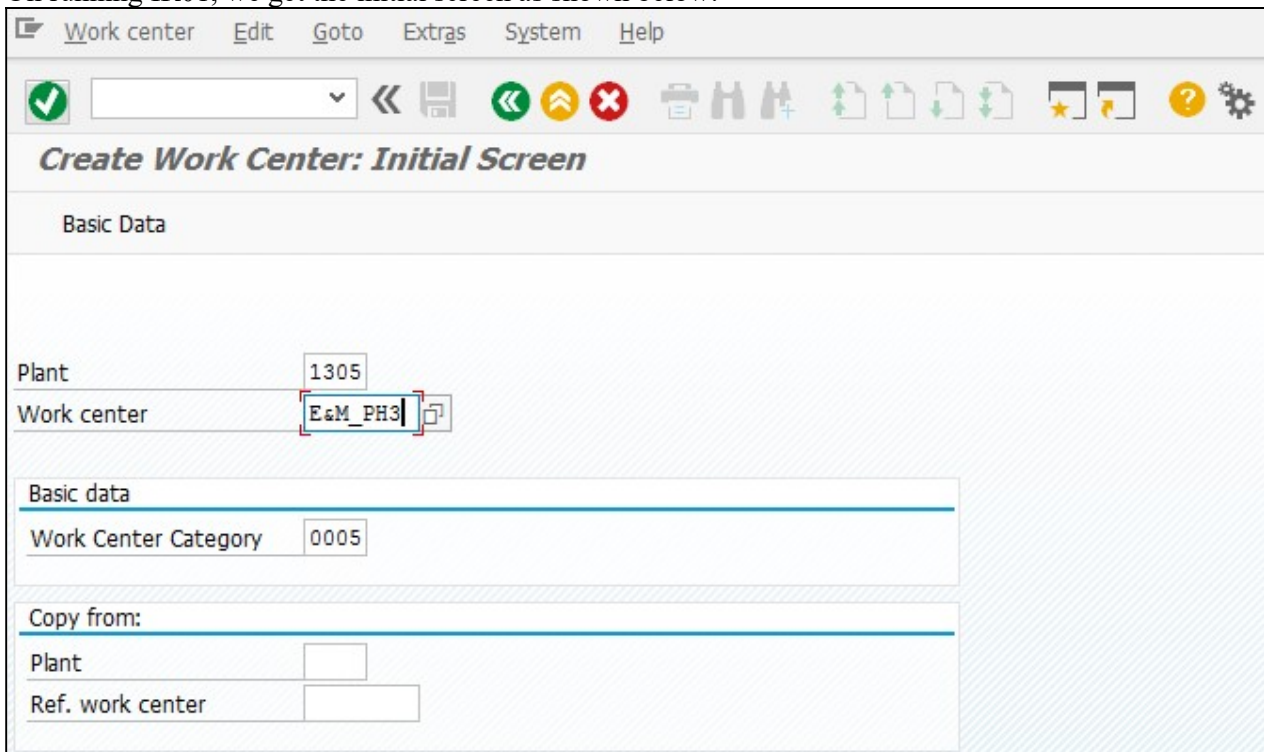 Work center Edit Goto Extras System Help
Create Work Center: Initial Screen
Basic Data
Plant 1305
Work center E&M_PH3
Basic data
Work Center Category 0005
Copy from:
Plant
Ref. work center